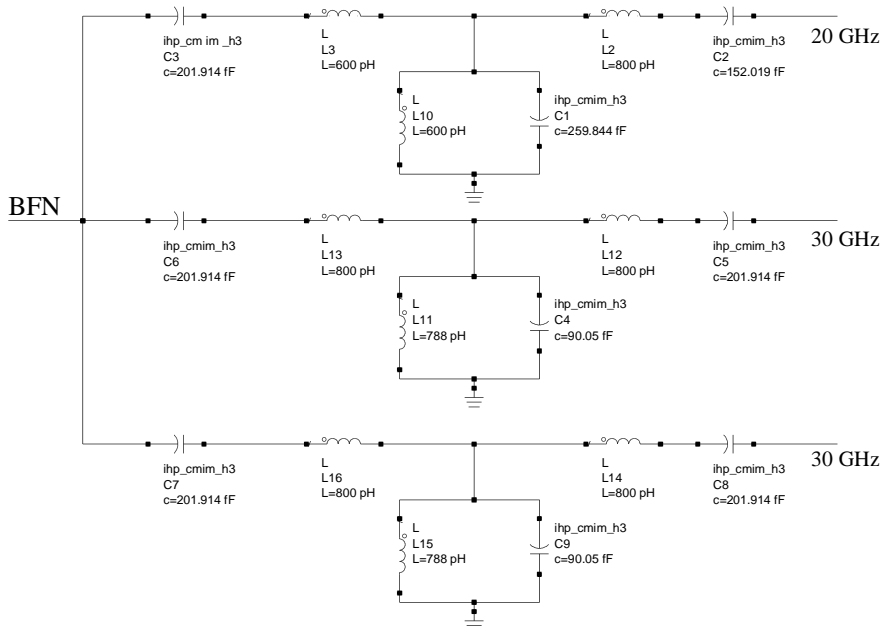 ihp_cm im _h3
C3
c=201.914 fF
L
L3
L=600 pH
L
L2
L=800 pH
ihp_cmim_h3
C2
c=152.019 fF
20 GHz
L
L10
L=600 pH
ihp_cmim_h3
C1
c=259.844 fF
BFN
ihp_cmim_h3
C6
c=201.914 fF
L
L13
L=800 pH
L
L12
L=800 pH
ihp_cmim_h3
C5
c=201.914 fF
30 GHz
L
L11
L=788 pH
ihp_cmim_h3
C4
c=90.05 fF
ihp_cmim_h3
C7
c=201.914 fF
L
L16
L=800 pH
L
L14
L=800 pH
ihp_cmim_h3
C8
c=201.914 fF
30 GHz
L
L15
L=788 pH
ihp_cmim_h3
C9
c=90.05 fF